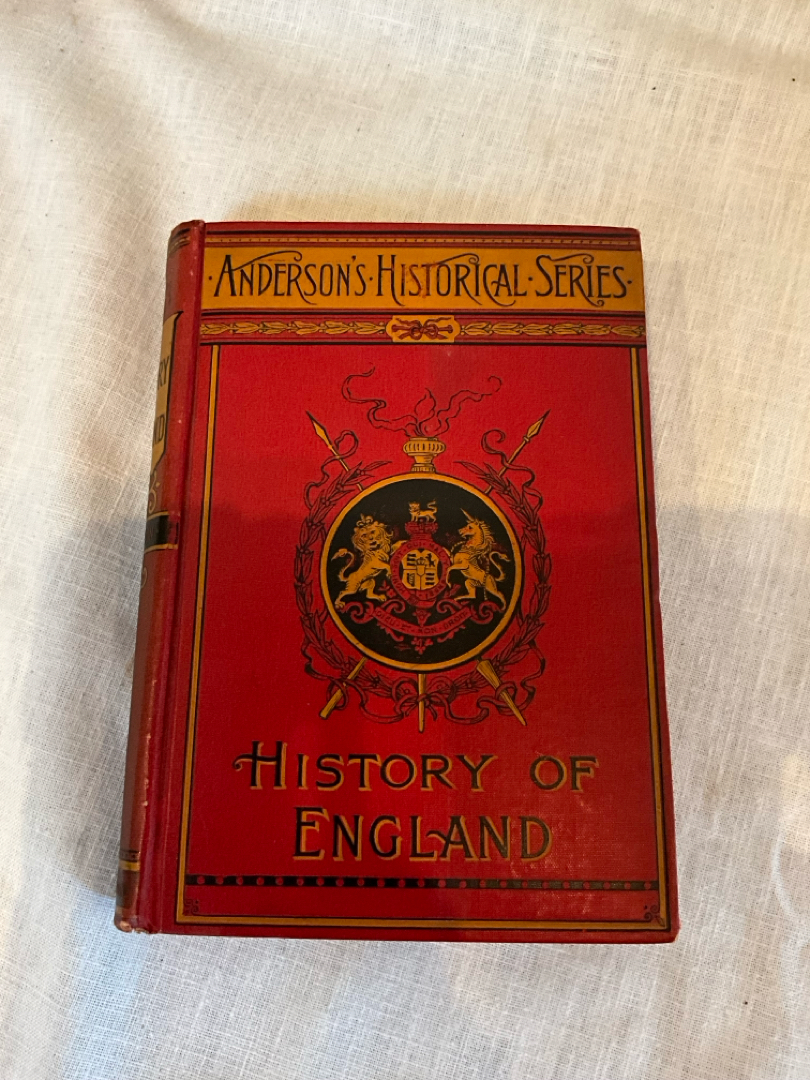 ANDERSON'S · HISTORICAL · SERIES
HISTORY OF
ENGLAND